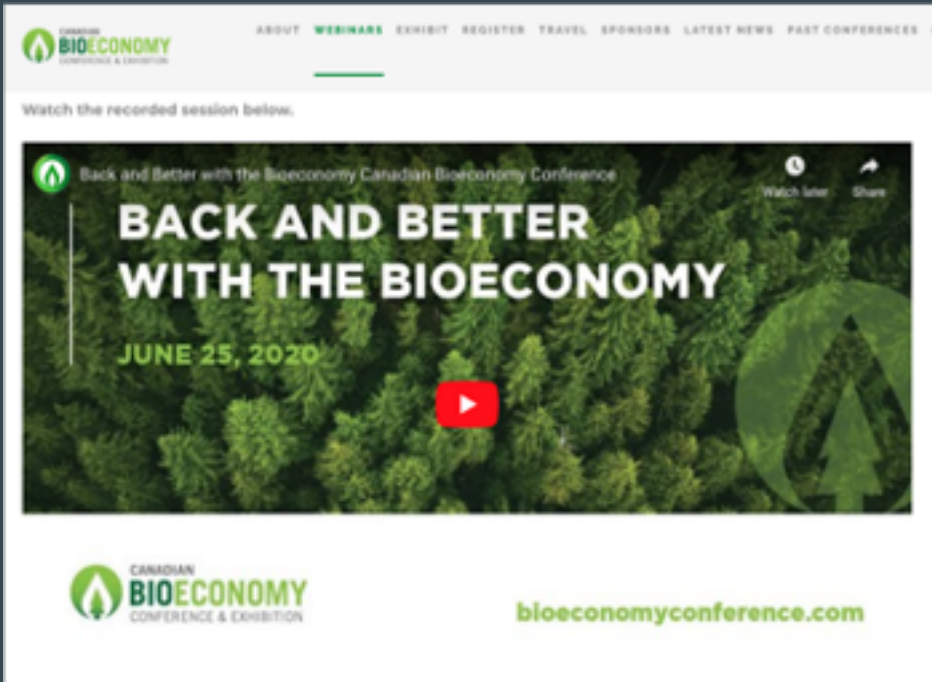 CANADIAN
BIOECONOMY
CONFERENCE & EXHIBITION
ABOUT WEBINARS EXHIBIT REGISTER TRAVEL SPONSORS LATEST NEWS PAST CONFERENCES
Watch the recorded session below.
Back and Better with the Bioeconomy Canadian Bioeconomy Conference
Watch later Share
BACK AND BETTER
WITH THE BIOECONOMY
JUNE 25, 2020
CANADIAN
BIOECONOMY
CONFERENCE & EXHIBITION
bioeconomyconference.com